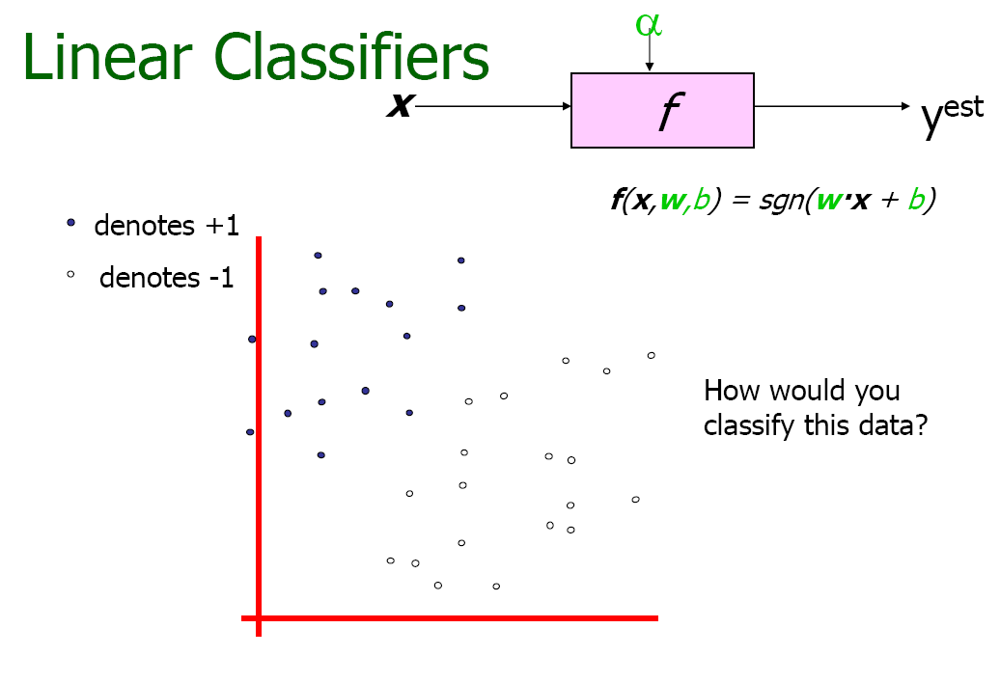 Linear Classifiers
α
x
f
yest
f(x,w,b) = sgn(w·x + b)
denotes +1
denotes -1
How would you
classify this data?